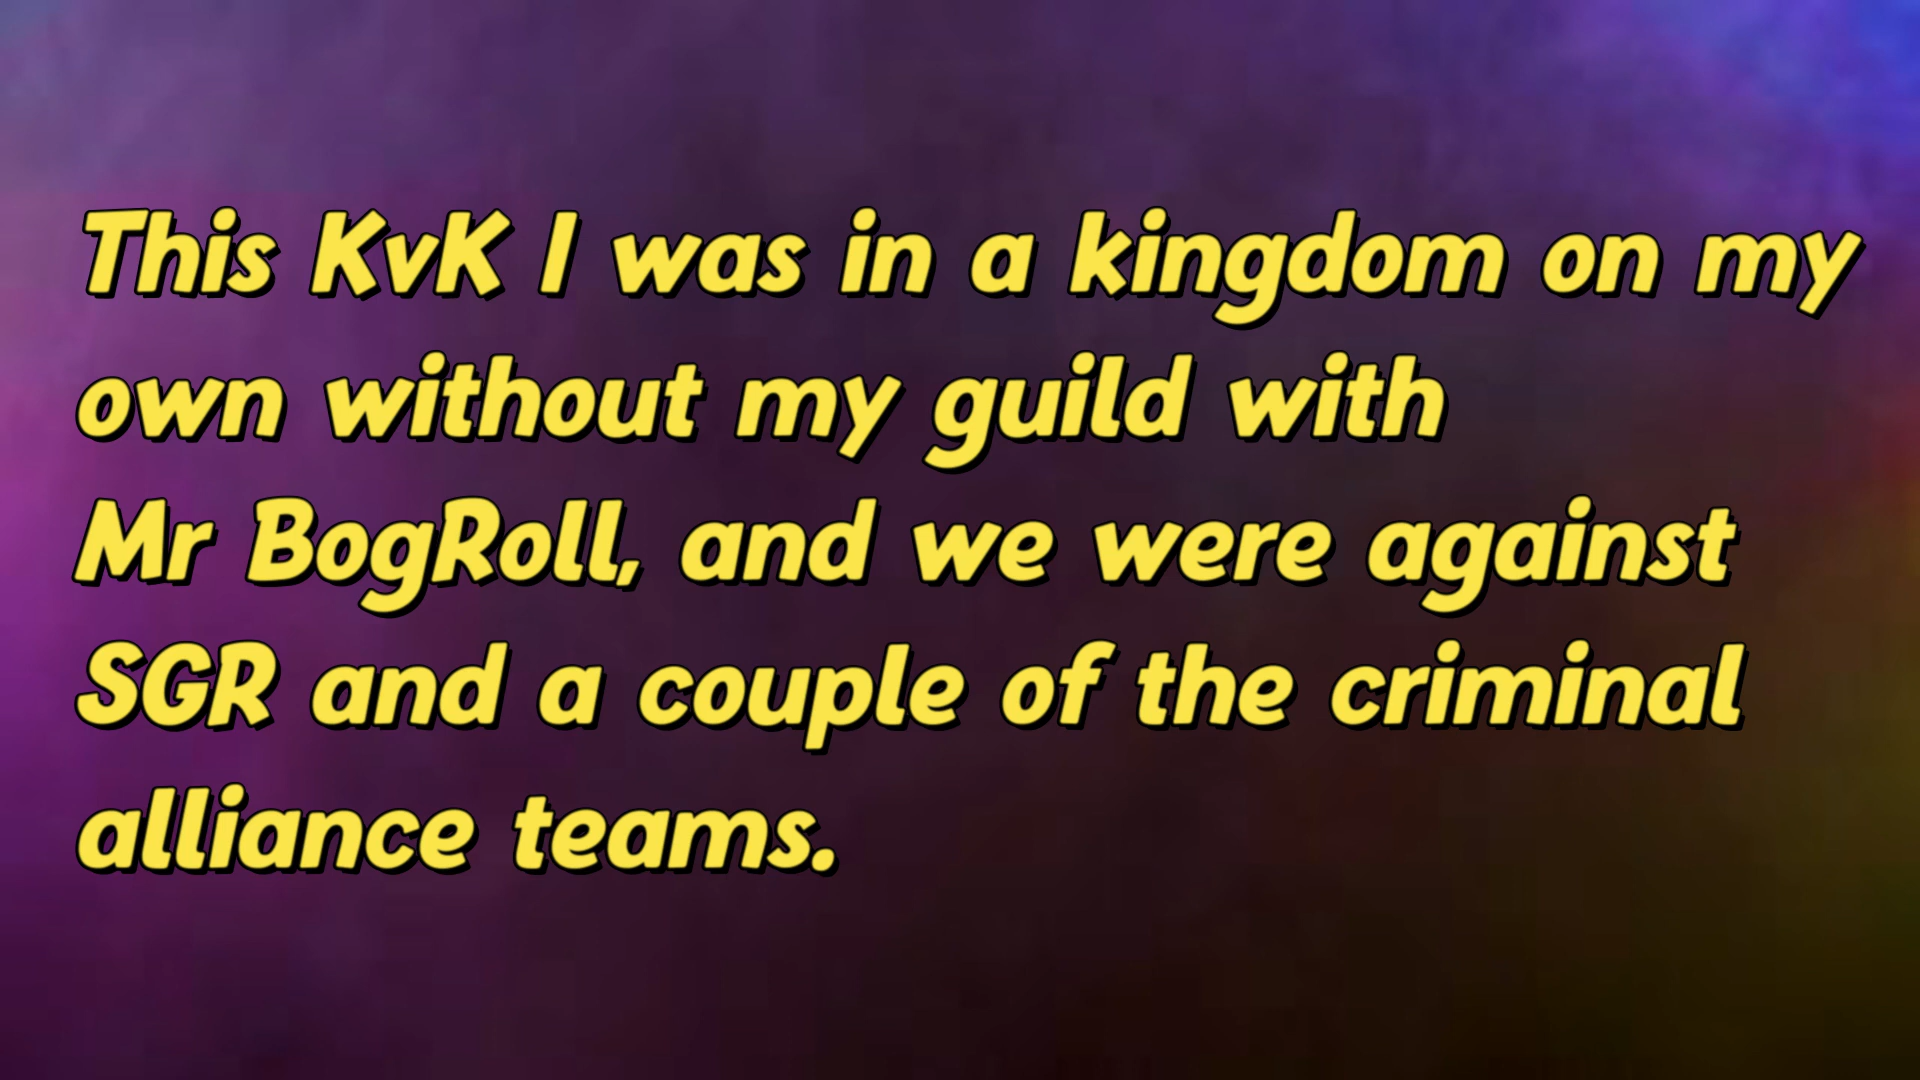 This KvK I was in a kingdom on my
own without my guild with
Mr BogRoll, and we were against
SGR and a couple of the criminal
alliance teams.